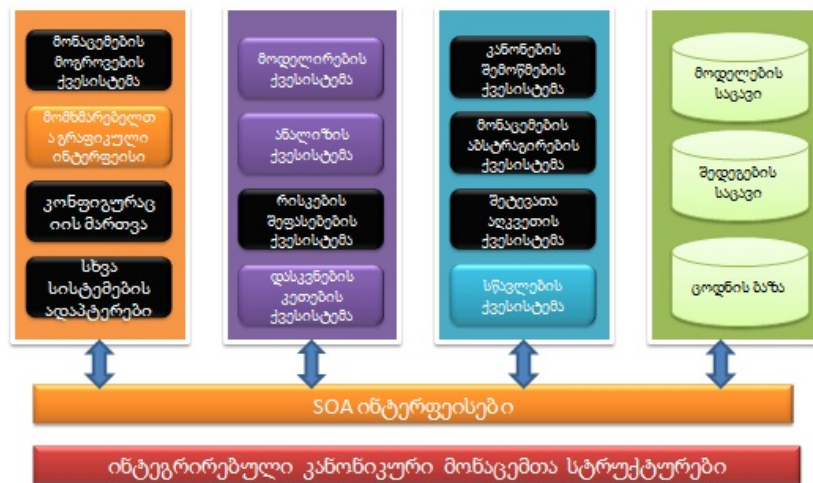 მონაცემების
მოგროვების
ქვესისტემა
მომხმარებელთ
ა გრაფიკული
ინტერფეისი
კონფიგურაც
იის მართვა
სხვა
სისტემების
ადაპტერები
მოდელირების
ქვესისტემა
ანალიზის
ქვესისტემა
რისკების
შეფასებების
ქვესისტემა
დასკვნების
კეთების
ქვესისტემა
კანონების
შემოწმების
ქვესისტემა
მონაცემების
აბსტრაგირების
ქვესისტემა
შეტევათა
აღკვეთის
ქვესისტემა
სწავლების
ქვესისტემა
მოდელების
საცავი
შედეგების
საცავი
ცოდნის ბაზა
SOA ინტერფეისები
ინტეგრირებული კანონიკური მონაცემთა სტრუქტურები